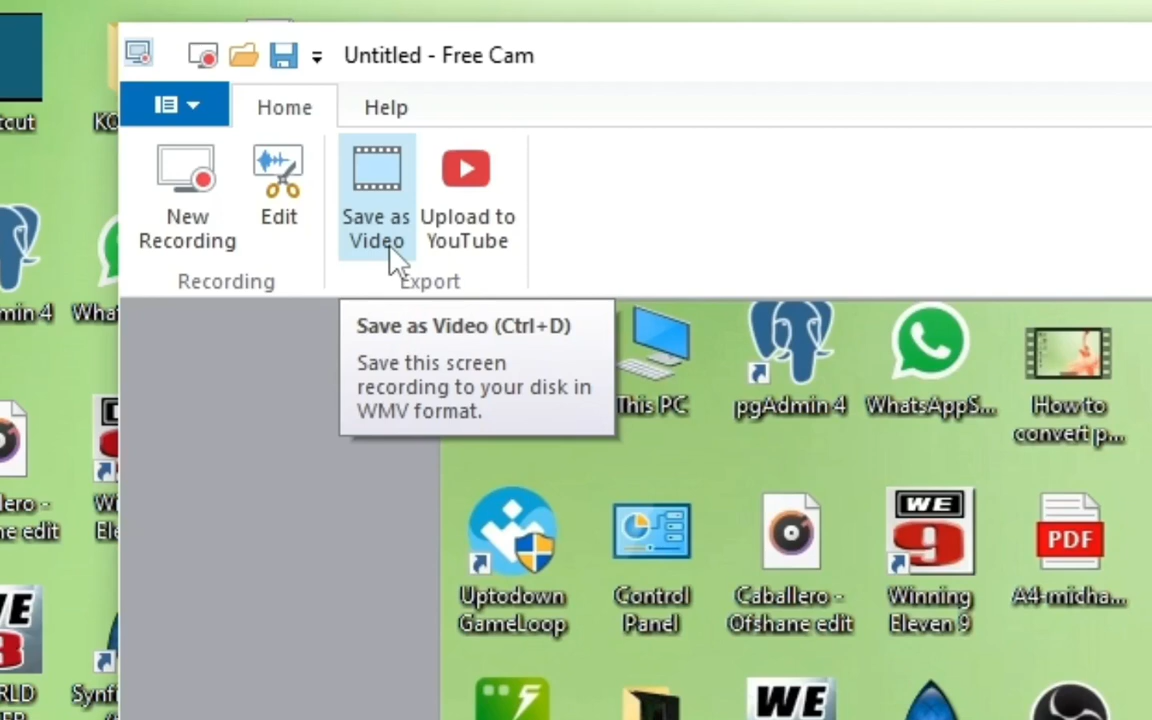 Untitled - Free Cam
Home
Help
New
Recording
Edit
Save as
Video
Upload to
YouTube
Recording
Export
Save as Video (Ctrl+D)
Save this screen
recording to your disk in
WMV format.
This PC
pgAdmin 4
WhatsAppS...
How to
convert p...
WE
9
PDF
Uptodown
GameLoop
Control
Panel
Caballero -
Ofshane edit
Winning
Eleven 9
A4-micha...
WE